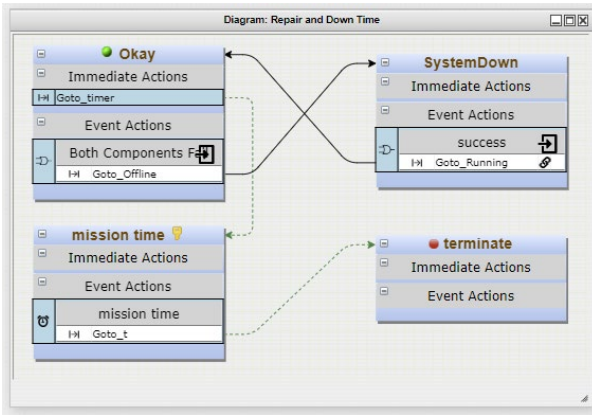 Diagram: Repair and Down Time
Okay
Immediate Actions
Goto_timer
Event Actions
Both Components Fa
Goto_Offline
SystemDown
Immediate Actions
Event Actions
success
Goto_Running
mission time
Immediate Actions
Event Actions
mission time
Goto_t
terminate
Immediate Actions
Event Actions